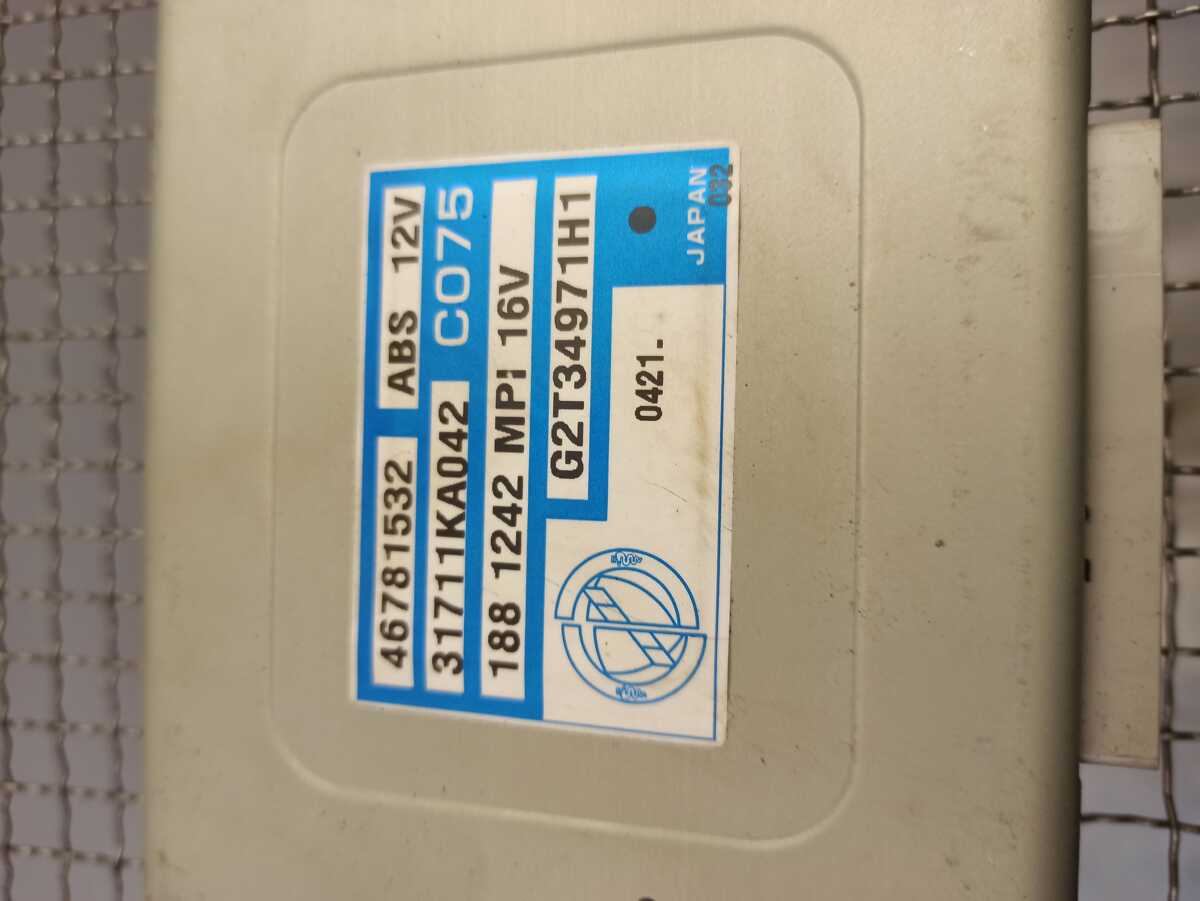 46781532 ABS 12V
31711KA042 C075
188 1242 MPI 16V
G2T34971H1
0421.
JAPAN
032